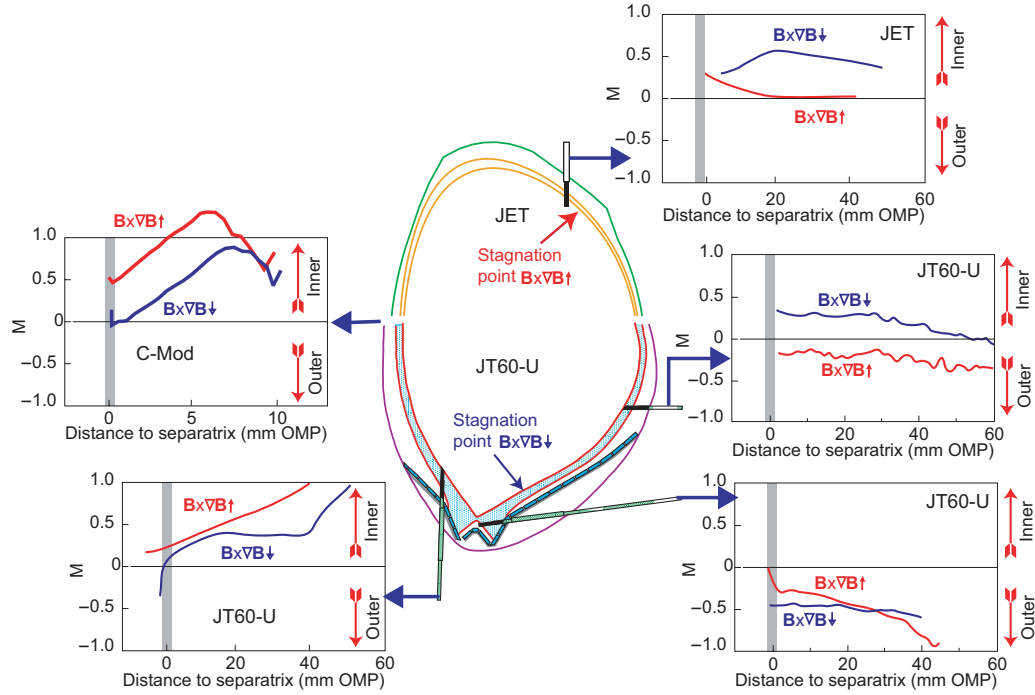 1.0
0.5
0
−0.5
−1.0
M
B×∇B↓
JET
B×∇B↑
Inner
Outer
0
20
40
60
Distance to separatrix (mm OMP)
JET
Stagnation
point B×∇B↑
JT60-U
Stagnation
point B×∇B↓
1.0
0.5
0
−0.5
−1.0
M
B×∇B↑
B×∇B↓
C-Mod
Inner
Outer
0
5
10
Distance to separatrix (mm OMP)
1.0
0.5
0
−0.5
−1.0
M
JT60-U
B×∇B↓
B×∇B↑
Inner
Outer
0
20
40
60
Distance to separatrix (mm OMP)
1.0
0.5
0
−0.5
−1.0
M
B×∇B↑
B×∇B↓
JT60-U
Inner
Outer
0
20
40
60
Distance to separatrix (mm OMP)
1.0
0.5
0
−0.5
−1.0
M
JT60-U
B×∇B↑
B×∇B↓
Inner
Outer
0
20
40
60
Distance to separatrix (mm OMP)